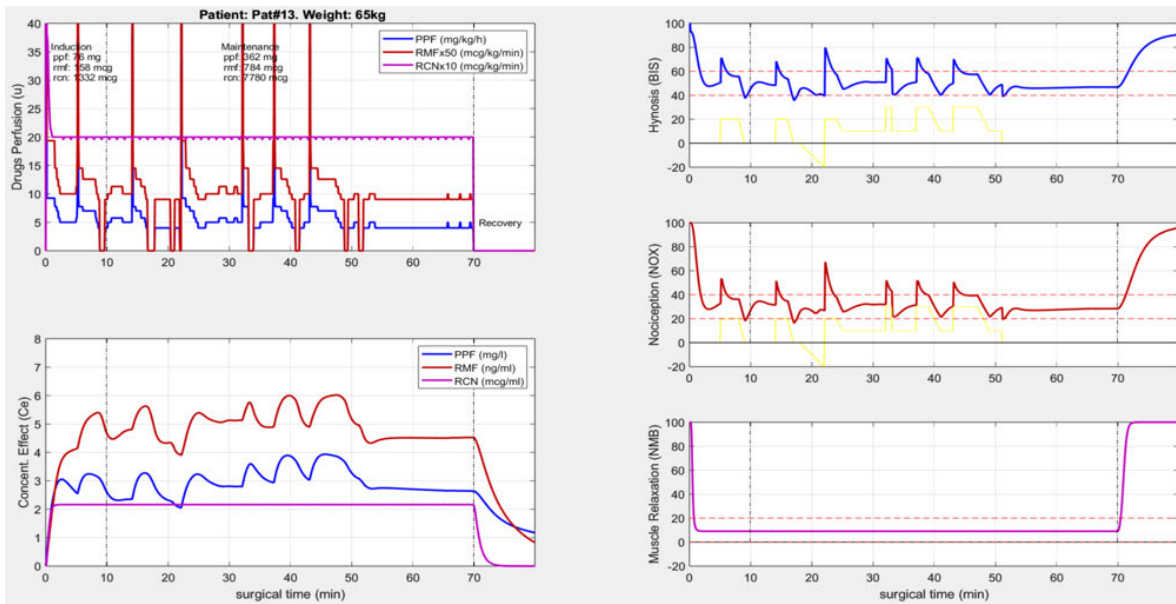 Patient: Pat#13. Weight: 65kg
Drugs Perfusion (u)
40
35
30
25
20
15
10
5
0
Induction
ppf: 76 mg
rmf: 158 mcg
rcn: 1332 mcg
Maintenance
ppf: 362 mg
rmf: 784 mcg
rcn: 7780 mcg
PPF (mg/kg/h)
RMFx50 (mcg/kg/min)
RCNx10 (mcg/kg/min)
Recovery
0 10 20 30 40 50 60 70
Concent. Effect (Ce)
8
7
6
5
4
3
2
1
0
PPF (mg/l)
RMF (ng/ml)
RCN (mcg/ml)
0 10 20 30 40 50 60 70
surgical time (min)
Hynosis (BIS)
100
80
60
40
20
0
-20
0 10 20 30 40 50 60 70
Nociception (NOX)
100
80
60
40
20
0
-20
0 10 20 30 40 50 60 70
Muscle Relaxation (NMB)
100
80
60
40
20
0
-20
0 10 20 30 40 50 60 70
surgical time (min)